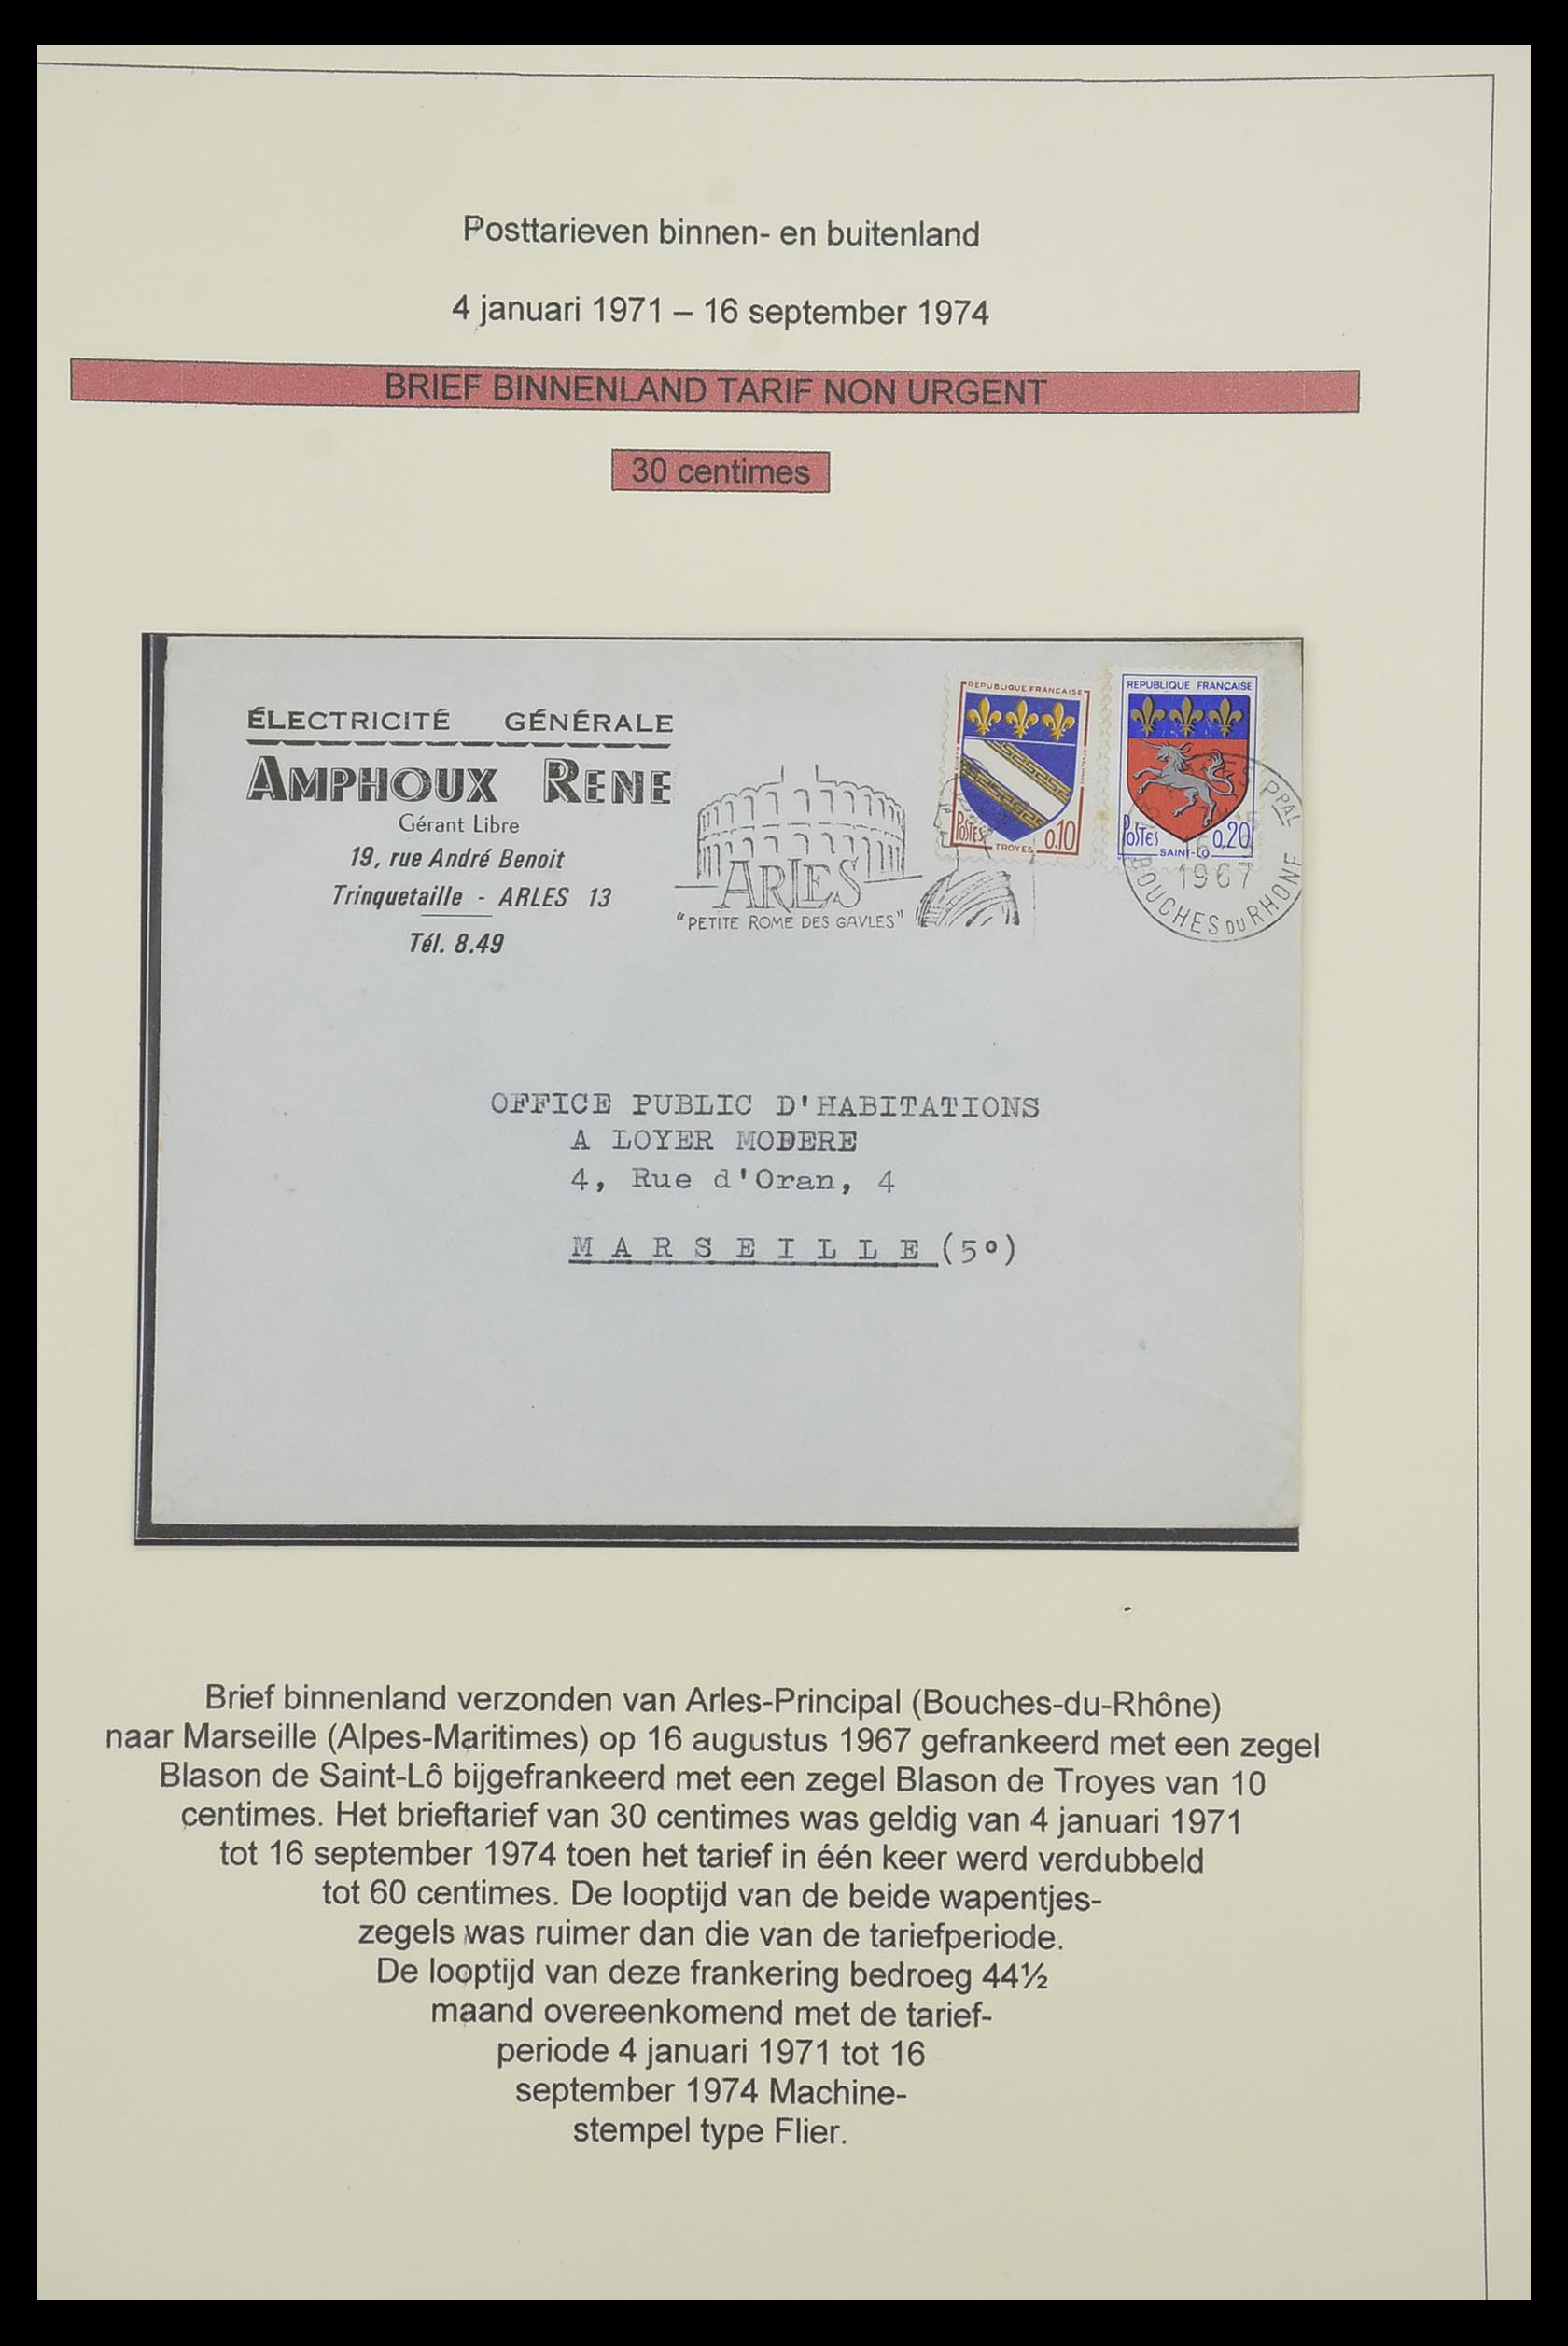 Posttarieven binnen- en buitenland
4 januari 1971 – 16 september 1974
BRIEF BINNENLAND TARIF NON URGENT
30 centimes
ÉLECTRICITÉ GÉNÉRALE
AMPHOUX RENE
Gérant Libre
19, rue André Benoit
Trinquetaille - ARLES 13
Tél. 8.49
ARLES
"PETITE ROME DES GAVLES"
REPUBLIQUE FRANCAISE
POSTES 0.10
TROYES
REPUBLIQUE FRANCAISE
POSTES 0,20
SAINT-LO
PPAL
1967
BOUCHES DU RHONE
OFFICE PUBLIC D'HABITATIONS
A LOYER MODERE
4, Rue d'Oran, 4
MARSEILLE (5°)
Brief binnenland verzonden van Arles-Principal (Bouches-du-Rhône)
naar Marseille (Alpes-Maritimes) op 16 augustus 1967 gefrankeerd met een zegel
Blason de Saint-Lô bijgefrankeerd met een zegel Blason de Troyes van 10
centimes. Het brieftarief van 30 centimes was geldig van 4 januari 1971
tot 16 september 1974 toen het tarief in één keer werd verdubbeld
tot 60 centimes. De looptijd van de beide wapentjes-
zegels was ruimer dan die van de tariefperiode.
De looptijd van deze frankering bedroeg 44½
maand overeenkomend met de tarief-
periode 4 januari 1971 tot 16
september 1974 Machine-
stempel type Flier.